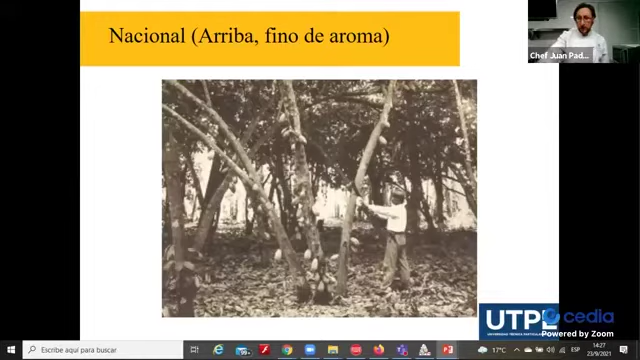 Nacional (Arriba, fino de aroma)
Chef Juan Pad...
UTPL
cedia
Powered by Zoom
Escribe aquí para buscar
17°C
ESP
14:27
23/9/2021